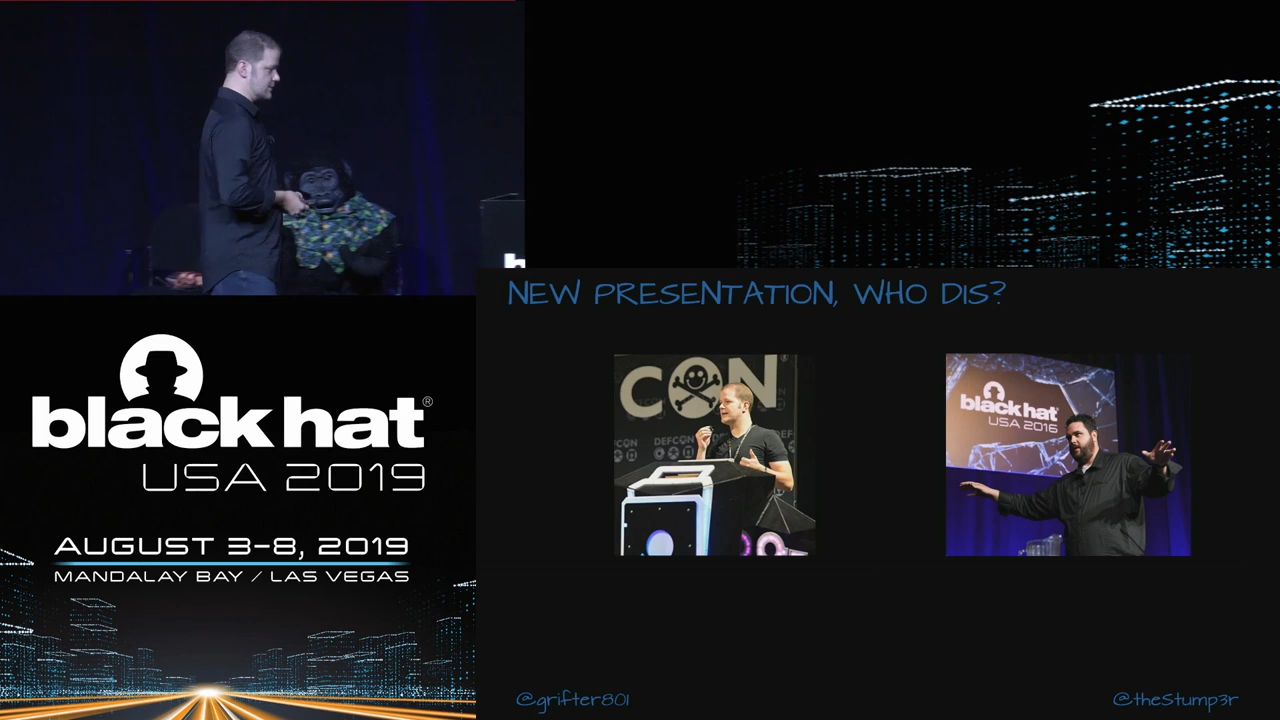 h
NEW PRESENTATION, WHO DIS?
CON
DEFCON
black hat
USA 2016
black hat®
USA 2019
AUGUST 3-8, 2019
MANDALAY BAY / LAS VEGAS
@grifter801
@theStump3r